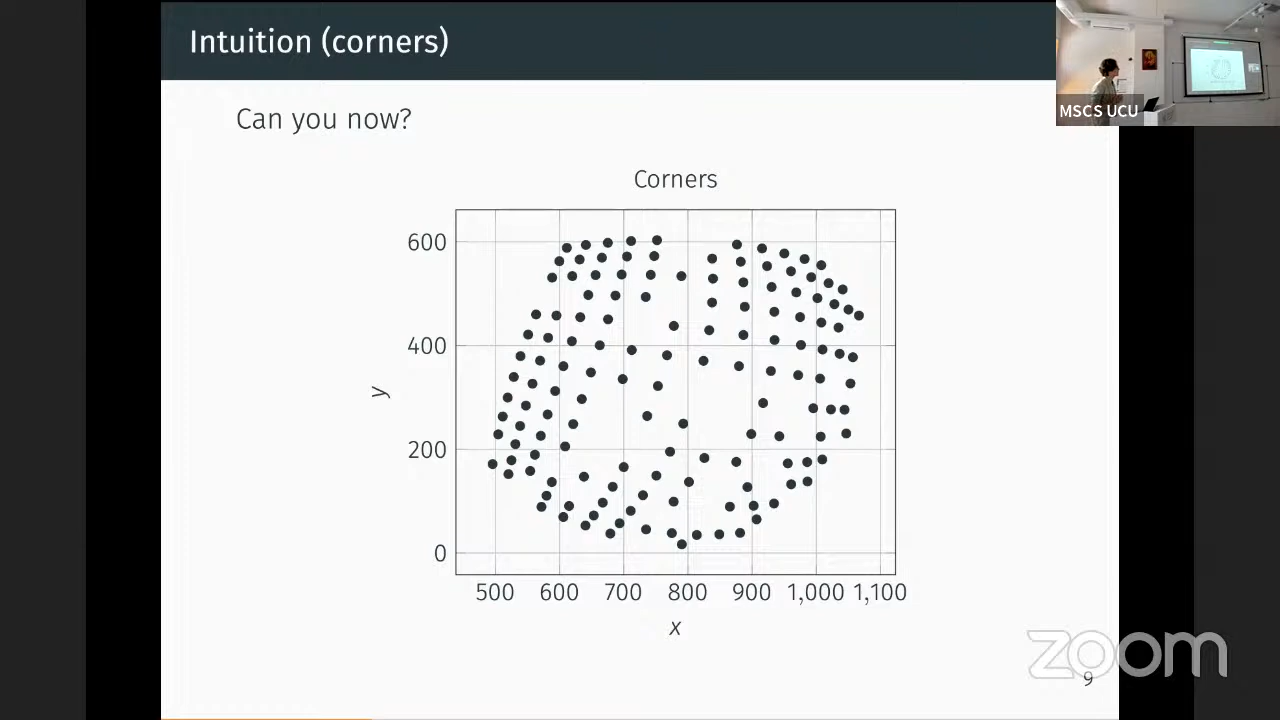 Intuition (corners)
MSCS UCU
Can you now?
Corners
600
400
200
0
y
500 600 700 800 900 1,000 1,100
x
zoom
9